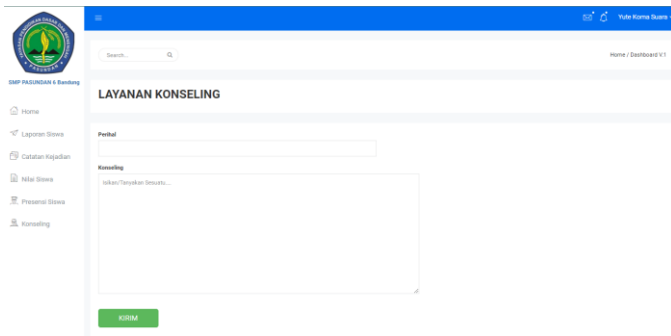 Yute Koma Suara
SMP PASUNDAN 6 Bandung
Search...
Home / Dashboard V.1
LAYANAN KONSELING
Home
Laporan Siswa
Catatan Kejadian
Nilai Siswa
Presensi Siswa
Konseling
Perihal
Konseling
Isikan/Tanyakan Sesuatu....
KIRIM